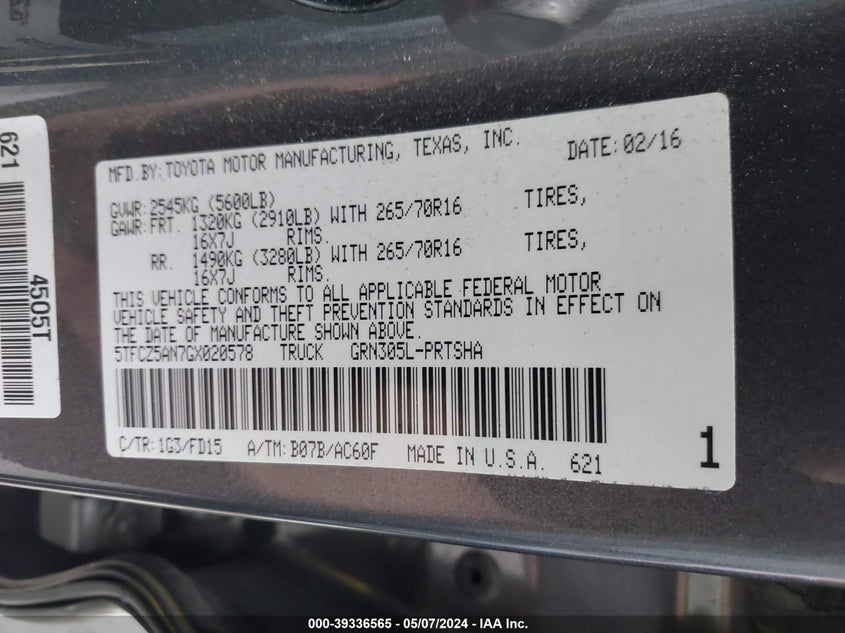 MFD.BY:TOYOTA MOTOR MANUFACTURING, TEXAS, INC. DATE:02/16
GVWR:2545KG (5600LB)
GAWR:FRT. 1320KG (2910LB) WITH 265/70R16 TIRES,
16X7J RIMS.
RR. 1490KG (3280LB) WITH 265/70R16 TIRES,
16X7J RIMS.
THIS VEHICLE CONFORMS TO ALL APPLICABLE FEDERAL MOTOR
VEHICLE SAFETY AND THEFT PREVENTION STANDARDS IN EFFECT ON
THE DATE OF MANUFACTURE SHOWN ABOVE.
5TFCZ5AN7GX020578 TRUCK GRN305L-PRTSHA
C/TR:1G3/FD15 A/TM:B07B/AC60F MADE IN U.S.A. 621
1
621
4505T
000-39336565 - 05/07/2024 - IAA Inc.